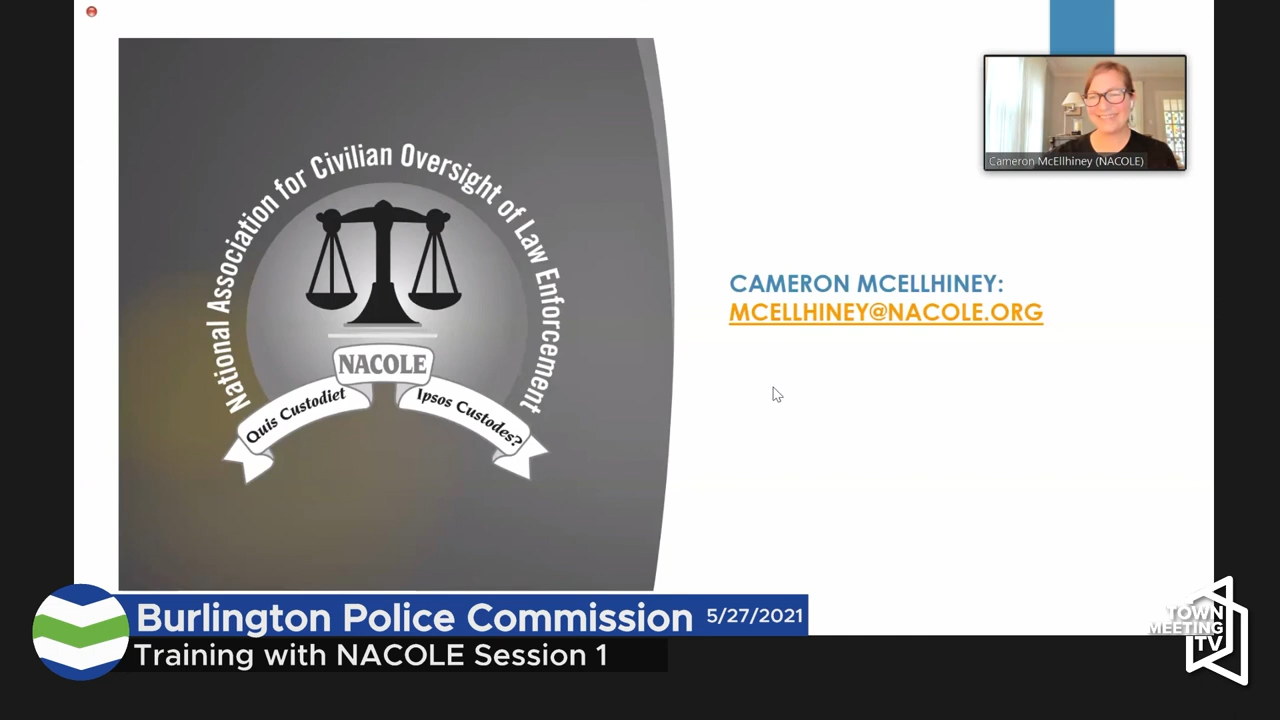 National Association for Civilian Oversight of Law Enforcement
NACOLE
Quis Custodiet
Ipsos Custodes?
Cameron McEllhiney (NACOLE)
CAMERON MCELLHINEY:
MCELLHINEY@NACOLE.ORG
Burlington Police Commission 5/27/2021
Training with NACOLE Session 1
TOWN
MEETING
TV